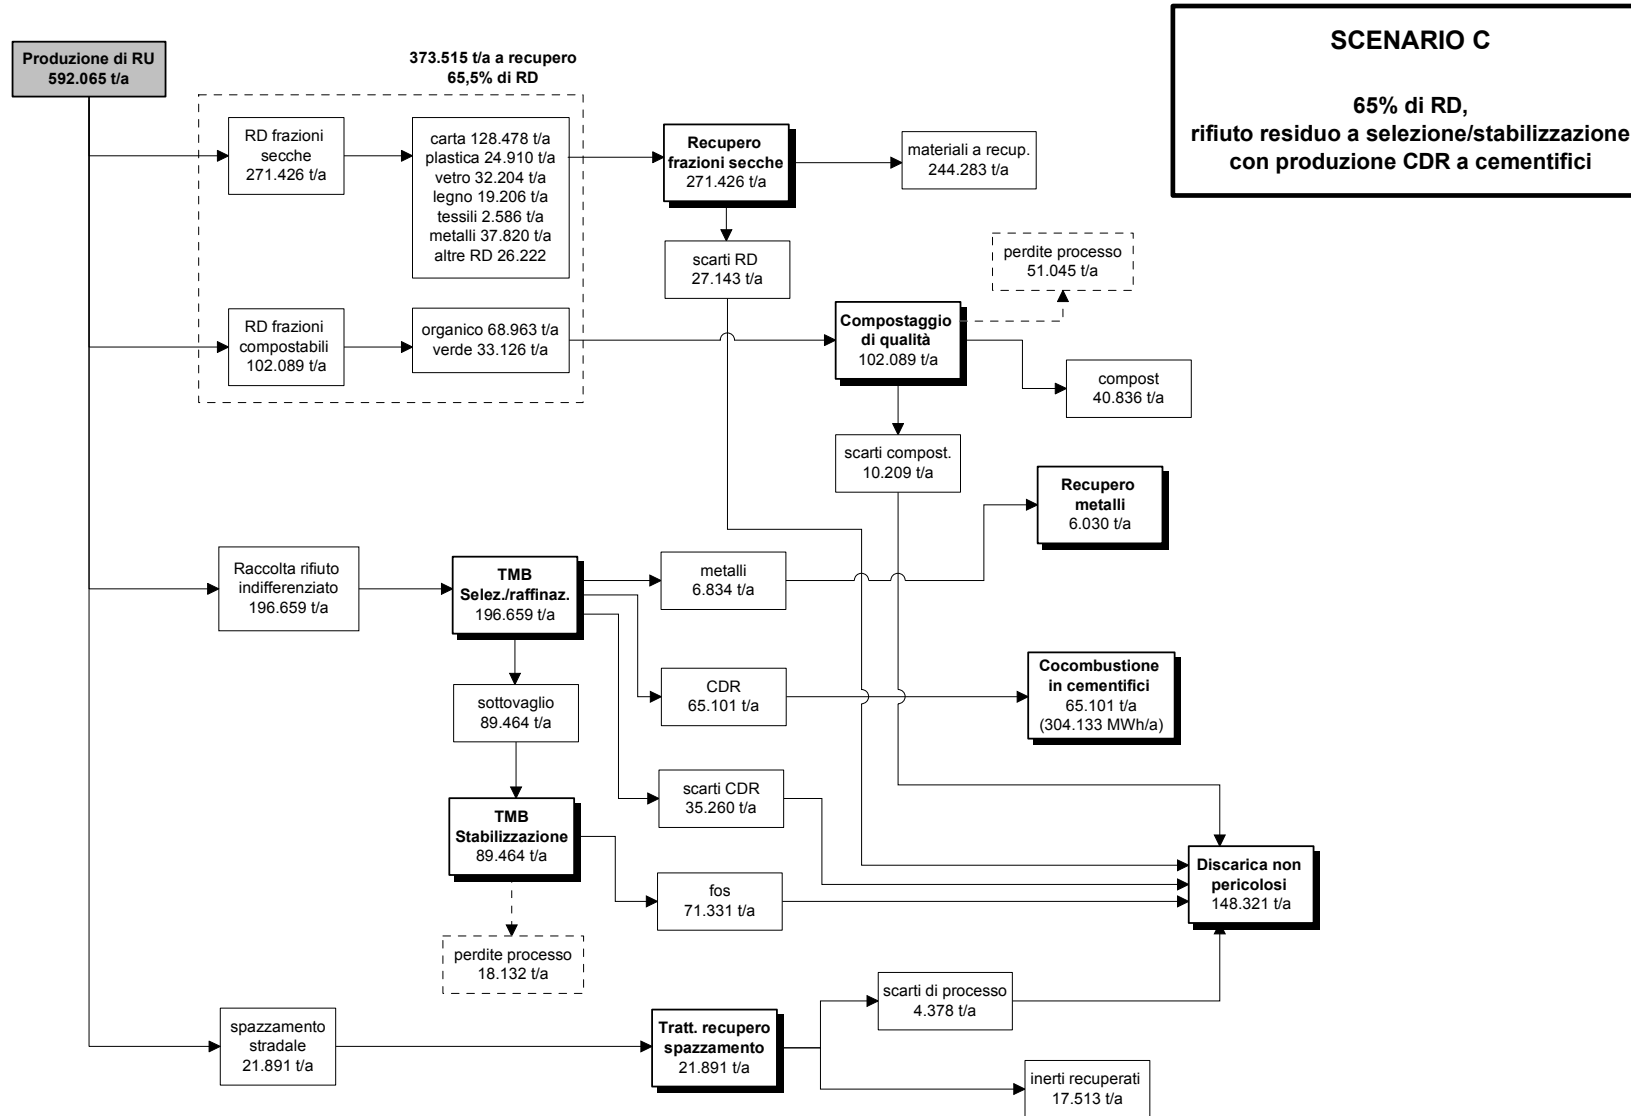 SCENARIO C
65% di RD,
rifiuto residuo a selezione/stabilizzazione
con produzione CDR a cementifici
Produzione di RU
592.065 t/a
373.515 t/a a recupero
65,5% di RD
RD frazioni
secche
271.426 t/a
carta 128.478 t/a
plastica 24.910 t/a
vetro 32.204 t/a
legno 19.206 t/a
tessili 2.586 t/a
metalli 37.820 t/a
altre RD 26.222
Recupero
frazioni secche
271.426 t/a
materiali a recup.
244.283 t/a
scarti RD
27.143 t/a
perdite processo
51.045 t/a
RD frazioni
compostabili
102.089 t/a
organico 68.963 t/a
verde 33.126 t/a
Compostaggio
di qualità
102.089 t/a
compost
40.836 t/a
scarti compost.
10.209 t/a
Recupero
metalli
6.030 t/a
Raccolta rifiuto
indifferenziato
196.659 t/a
TMB
Selez./raffinaz.
196.659 t/a
metalli
6.834 t/a
sottovaglio
89.464 t/a
CDR
65.101 t/a
Cocombustione
in cementifici
65.101 t/a
(304.133 MWh/a)
TMB
Stabilizzazione
89.464 t/a
scarti CDR
35.260 t/a
fos
71.331 t/a
Discarica non
pericolosi
148.321 t/a
perdite processo
18.132 t/a
spazzamento
stradale
21.891 t/a
Tratt. recupero
spazzamento
21.891 t/a
scarti di processo
4.378 t/a
inerti recuperati
17.513 t/a